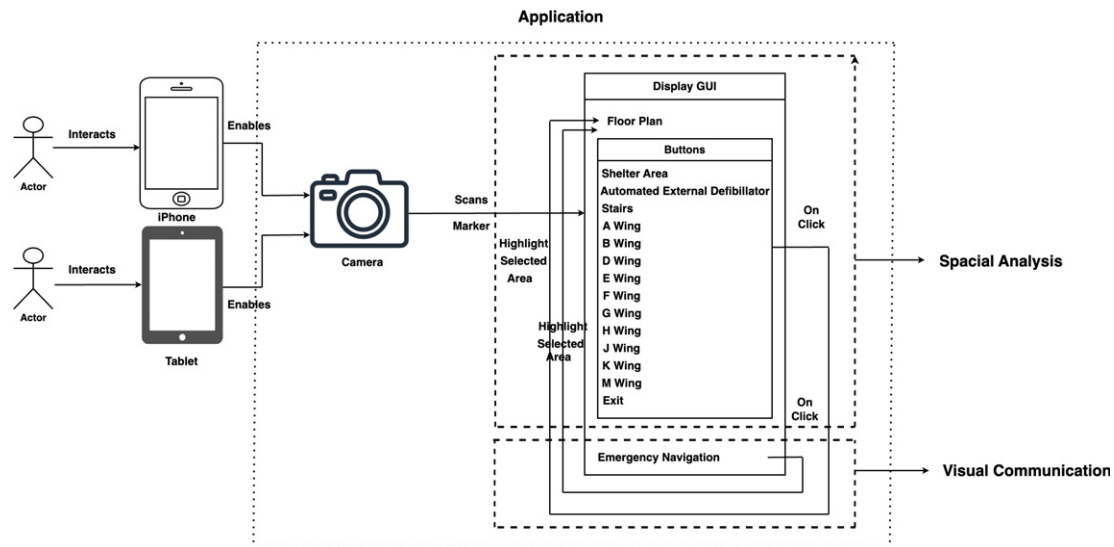 Application
Interacts
Actor
iPhone
Enables
Interacts
Actor
Tablet
Enables
Camera
Scans
Marker
Display GUI
Floor Plan
Buttons
Shelter Area
Automated External Defibillator
Stairs
A Wing
B Wing
D Wing
E Wing
F Wing
G Wing
H Wing
J Wing
K Wing
M Wing
Exit
Emergency Navigation
Highlight
Selected
Area
Highlight
Selected
Area
On
Click
On
Click
Spacial Analysis
Visual Communication